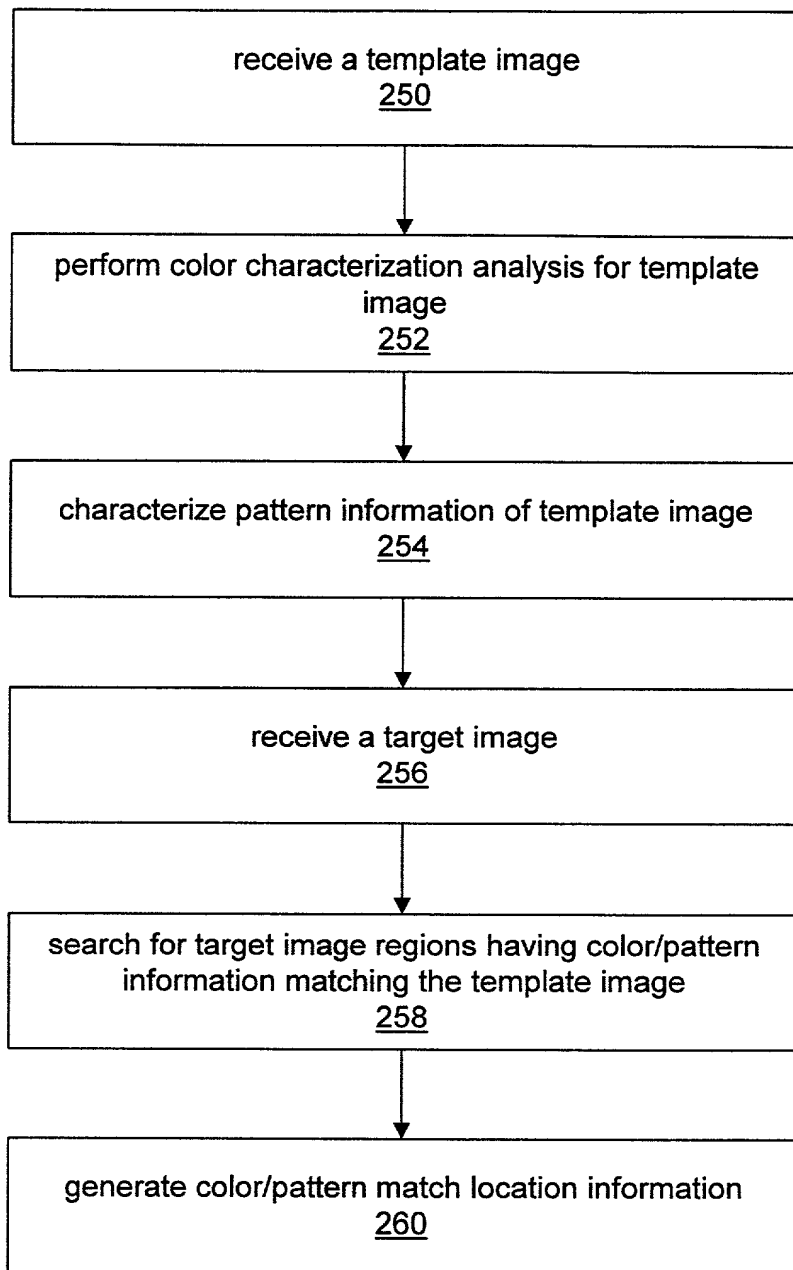 receive a template image
250
perform color characterization analysis for template
image
252
characterize pattern information of template image
254
receive a target image
256
search for target image regions having color/pattern
information matching the template image
258
generate color/pattern match location information
260